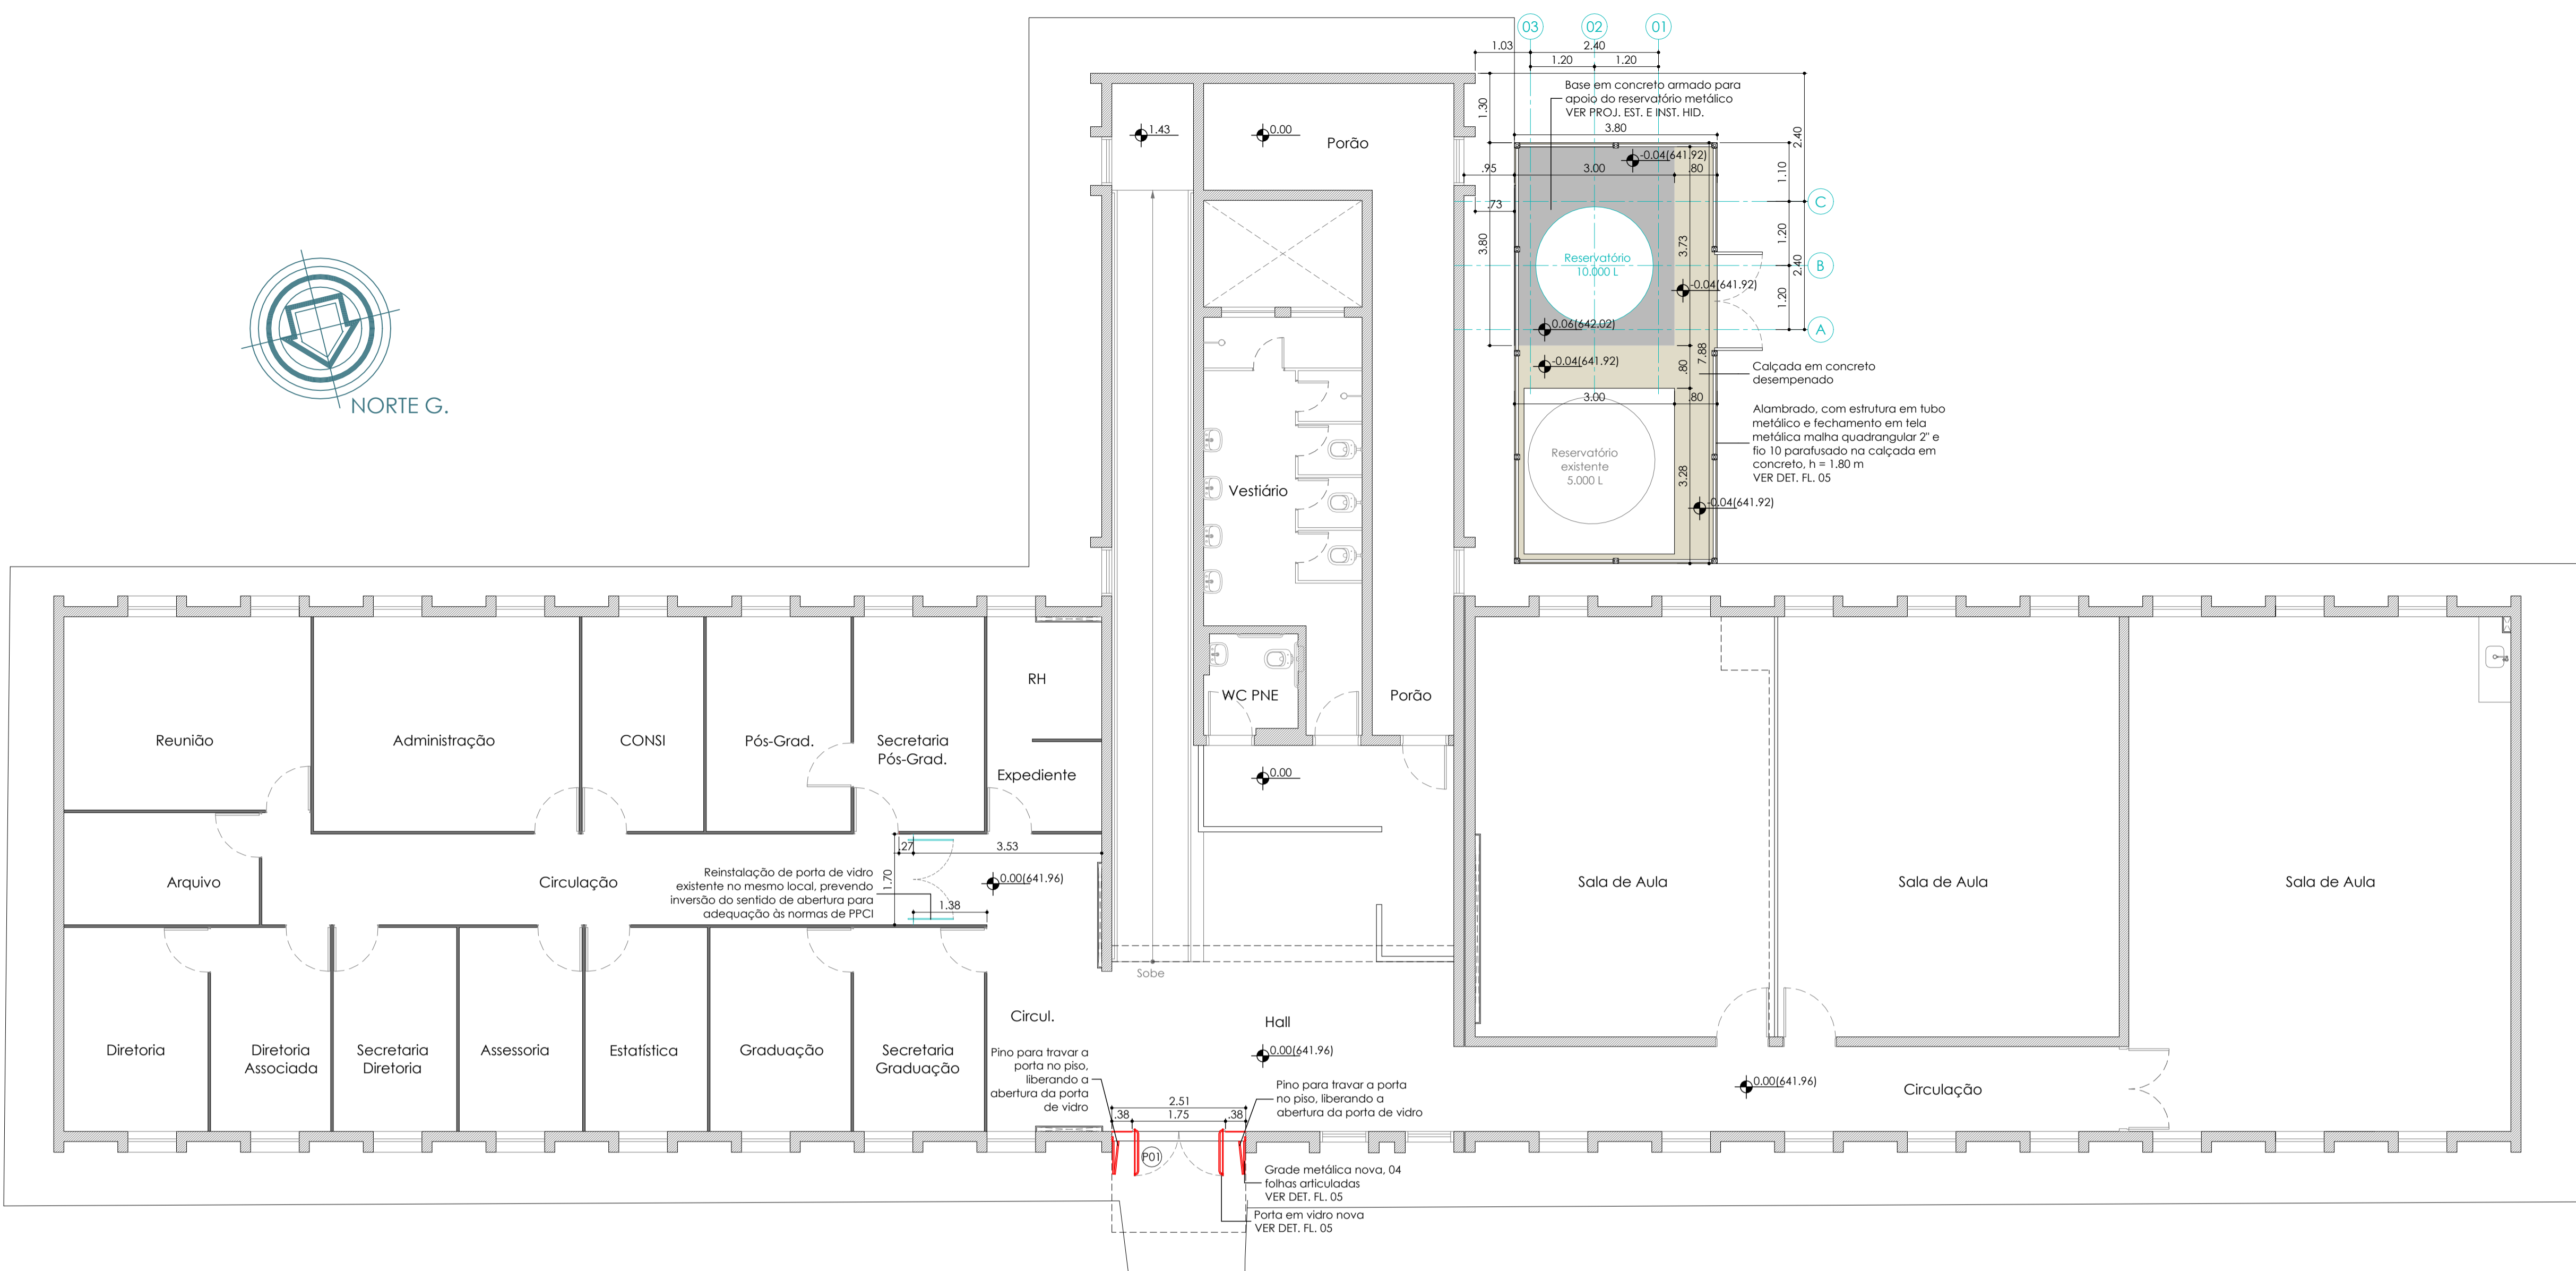 03
02
01
1.03
2.40
1.20
1.20
Base em concreto armado para
apoio do reservatório metálico
VER PROJ. EST. E INST. HID.
1.30
3.80
2.40
1.43
0.00
Porão
-0.04(641.92)
.95
3.00
.80
1.10
.73
C
3.80
3.73
1.20
Reservatório
10.000 L
B
2.40
-0.04(641.92)
1.20
0.06(642.02)
A
-0.04(641.92)
.80
7.88
Calçada em concreto
desempenado
3.00
.80
NORTE G.
Alambrado, com estrutura em tubo
metálico e fechamento em tela
metálica malha quadrangular 2" e
fio 10 parafusado na calçada em
concreto, h = 1.80 m
VER DET. FL. 05
Reservatório
existente
5.000 L
3.28
Vestiário
-0.04(641.92)
RH
WC PNE
Porão
Reunião
Administração
CONSI
Pós-Grad.
Secretaria
Pós-Grad.
Expediente
0.00
.27
3.53
1.70
Reinstalação de porta de vidro
existente no mesmo local, prevendo
inversão do sentido de abertura para
adequação às normas de PPCI
0.00(641.96)
1.38
Arquivo
Circulação
Sala de Aula
Sala de Aula
Sala de Aula
Sobe
Circul.
Hall
0.00(641.96)
Diretoria
Diretoria
Associada
Secretaria
Diretoria
Assessoria
Estatística
Graduação
Secretaria
Graduação
Pino para travar a
porta no piso,
liberando a
abertura da porta
de vidro
Pino para travar a porta
no piso, liberando a
abertura da porta de vidro
0.00(641.96)
Circulação
2.51
.38
1.75
.38
P01
Grade metálica nova, 04
folhas articuladas
VER DET. FL. 05
Porta em vidro nova
VER DET. FL. 05